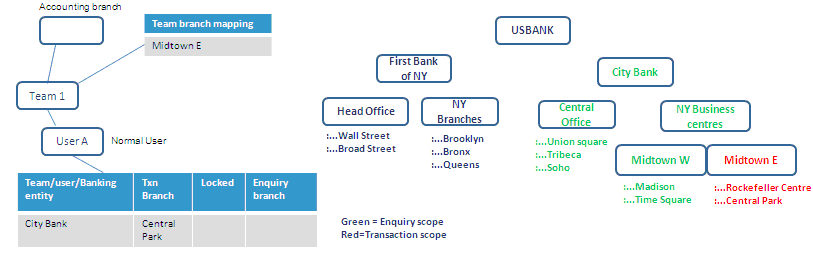 Accounting branch
Team branch mapping
Midtown E
Team 1
User A
Normal User
Team/user/Banking entity
Txn Branch
Locked
Enquiry branch
City Bank
Central Park
USBANK
First Bank of NY
City Bank
Head Office
NY Branches
:...Wall Street
:...Broad Street
:...Brooklyn
:...Bronx
:...Queens
Central Office
NY Business centres
:...Union square
:...Tribeca
:...Soho
Midtown W
Midtown E
:...Madison
:...Time Square
:...Rockefeller Centre
:...Central Park
Green = Enquiry scope
Red=Transaction scope